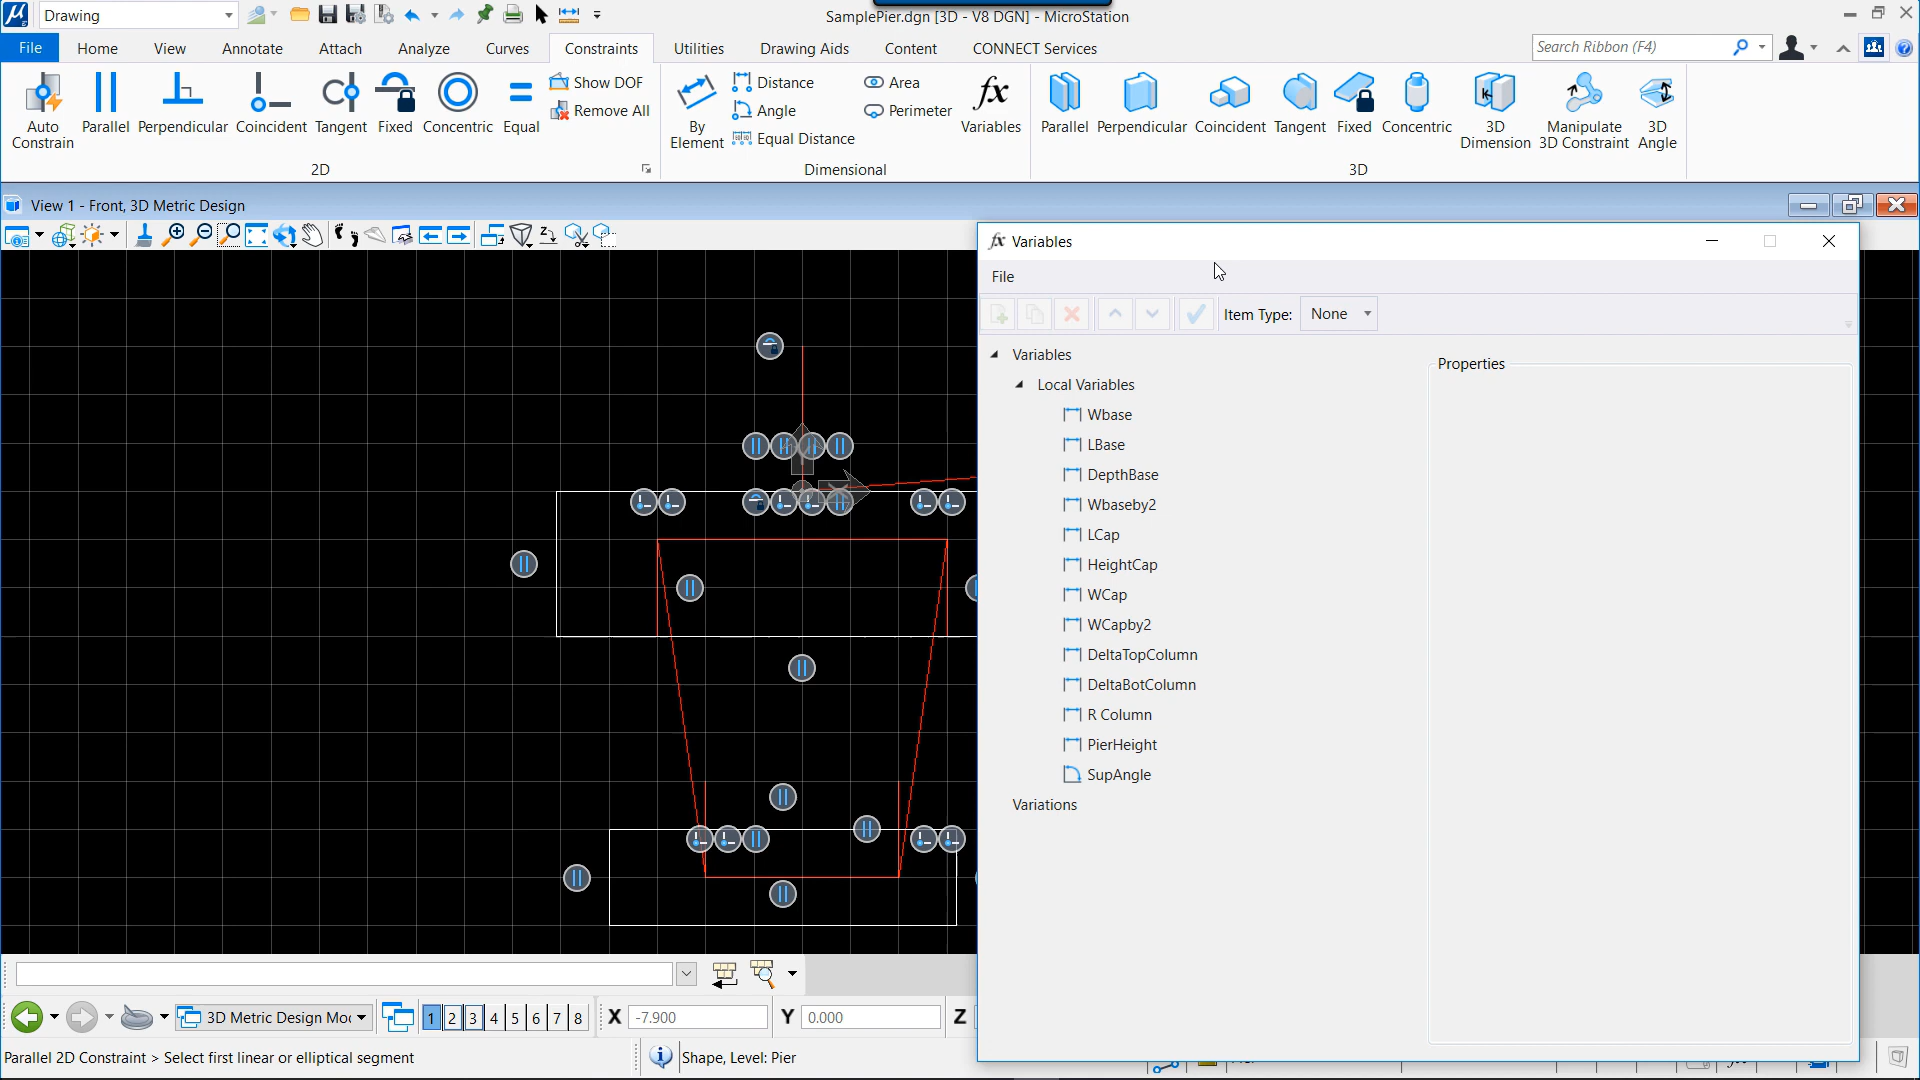 Drawing
SamplePier.dgn [3D - V8 DGN] - MicroStation
File Home View Annotate Attach Analyze Curves Constraints Utilities Drawing Aids Content CONNECT Services
Search Ribbon (F4)
Auto Constrain
Parallel
Perpendicular
Coincident
Tangent
Fixed
Concentric
Equal
Show DOF
Remove All
2D
By Element
Distance
Angle
Equal Distance
Area
Perimeter
fx
Variables
Dimensional
Parallel
Perpendicular
Coincident
Tangent
Fixed
Concentric
3D Dimension
Manipulate 3D Constraint
3D Angle
3D
View 1 - Front, 3D Metric Design
fx Variables
File
Item Type: None
Variables
Local Variables
Wbase
LBase
DepthBase
Wbaseby2
LCap
HeightCap
WCap
WCapby2
DeltaTopColumn
DeltaBotColumn
R Column
PierHeight
SupAngle
Variations
Properties
3D Metric Design Moc
1 2 3 4 5 6 7 8
X -7.900
Y 0.000
Z
Parallel 2D Constraint > Select first linear or elliptical segment
Shape, Level: Pier